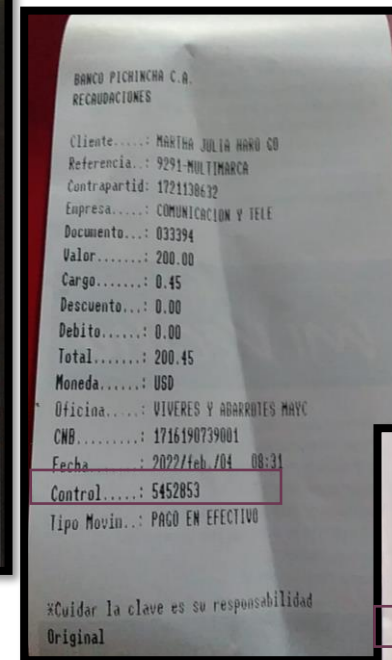 BANCO PICHINCHA C.A.
RECAUDACIONES
Cliente.....: MARTHA JULIA HARO GO
Referencia..: 9291-MULTIMARCA
Contrapartid: 1721138632
Empresa.....: COMUNICACION Y TELE
Documento...: 033394
Valor.......: 200.00
Cargo.......: 0.45
Descuento...: 0.00
Debito......: 0.00
Total.......: 200.45
Moneda......: USD
Oficina.....: VIVERES Y ABARROTES MAYC
CNB.........: 1716190739001
Fecha.......: 2022/feb./04 08:31
Control.....: 5452853
Tipo Movim..: PAGO EN EFECTIVO
*Cuidar la clave es su responsabilidad
Original